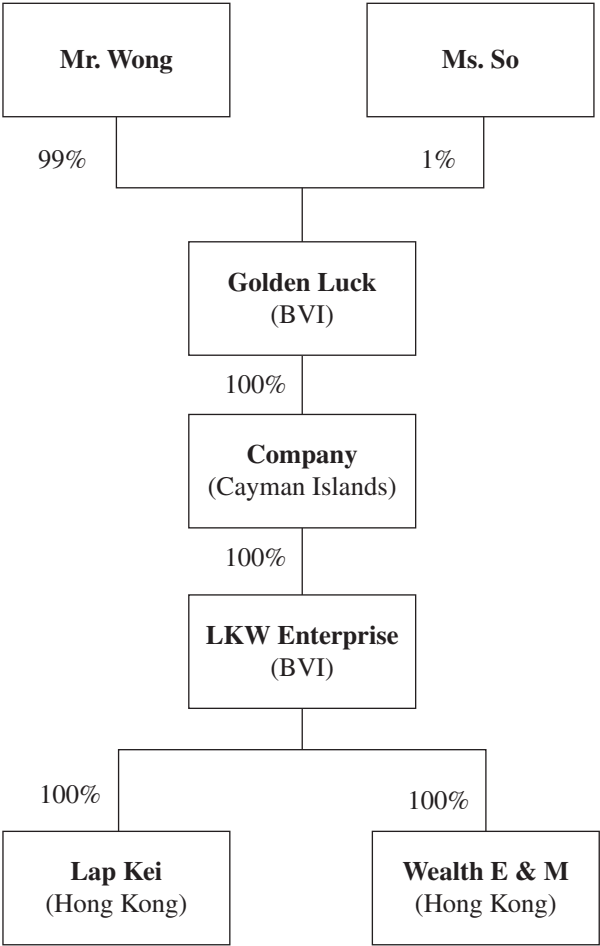 Mr. Wong
Ms. So
99%
1%
Golden Luck
(BVI)
100%
Company
(Cayman Islands)
100%
LKW Enterprise
(BVI)
100%
100%
Lap Kei
(Hong Kong)
Wealth E & M
(Hong Kong)